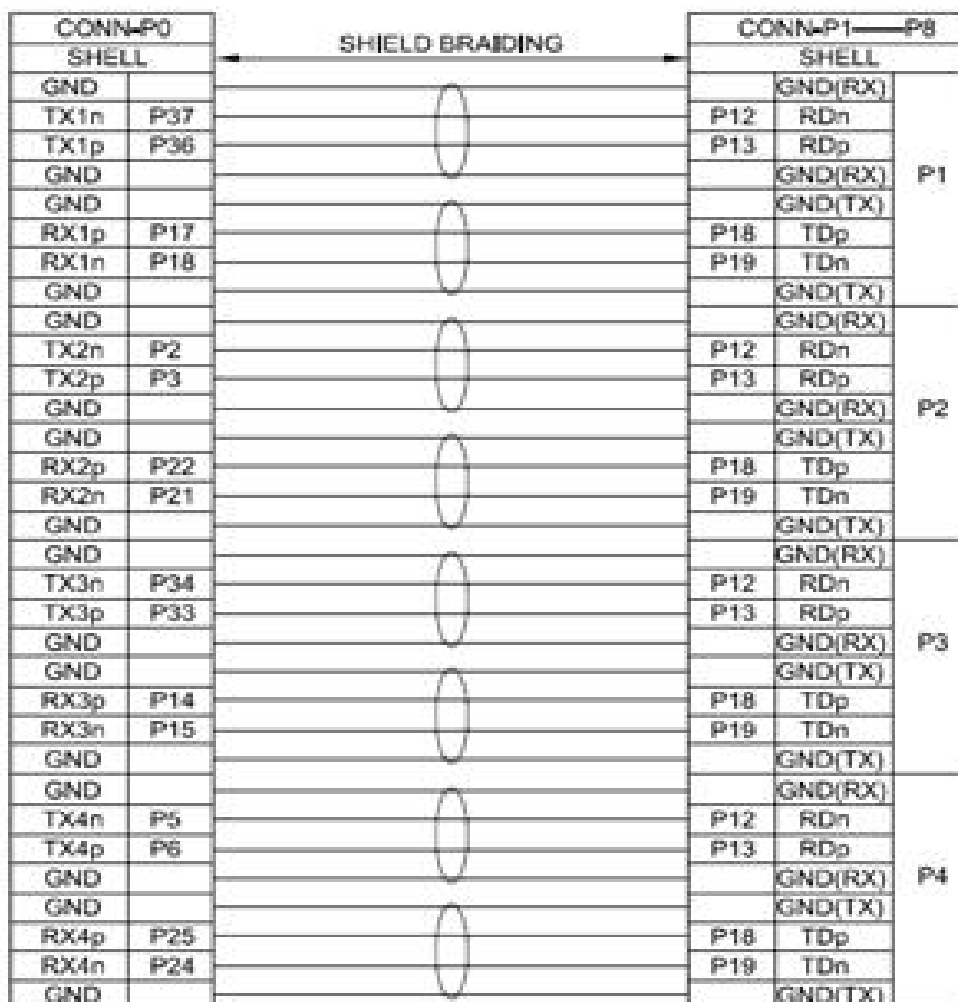 CONN-P0 SHIELD BRAIDING CONN-P1——P8
SHELL SHELL
GND GND(RX)
TX1n P37 P12 RDn
TX1p P36 P13 RDp
GND GND(RX) P1
GND GND(TX)
RX1p P17 P18 TDp
RX1n P18 P19 TDn
GND GND(TX)
GND GND(RX)
TX2n P2 P12 RDn
TX2p P3 P13 RDp
GND GND(RX) P2
GND GND(TX)
RX2p P22 P18 TDp
RX2n P21 P19 TDn
GND GND(TX)
GND GND(RX)
TX3n P34 P12 RDn
TX3p P33 P13 RDp
GND GND(RX) P3
GND GND(TX)
RX3p P14 P18 TDp
RX3n P15 P19 TDn
GND GND(TX)
GND GND(RX)
TX4n P5 P12 RDn
TX4p P6 P13 RDp
GND GND(RX) P4
GND GND(TX)
RX4p P25 P18 TDp
RX4n P24 P19 TDn
GND GND(TX)